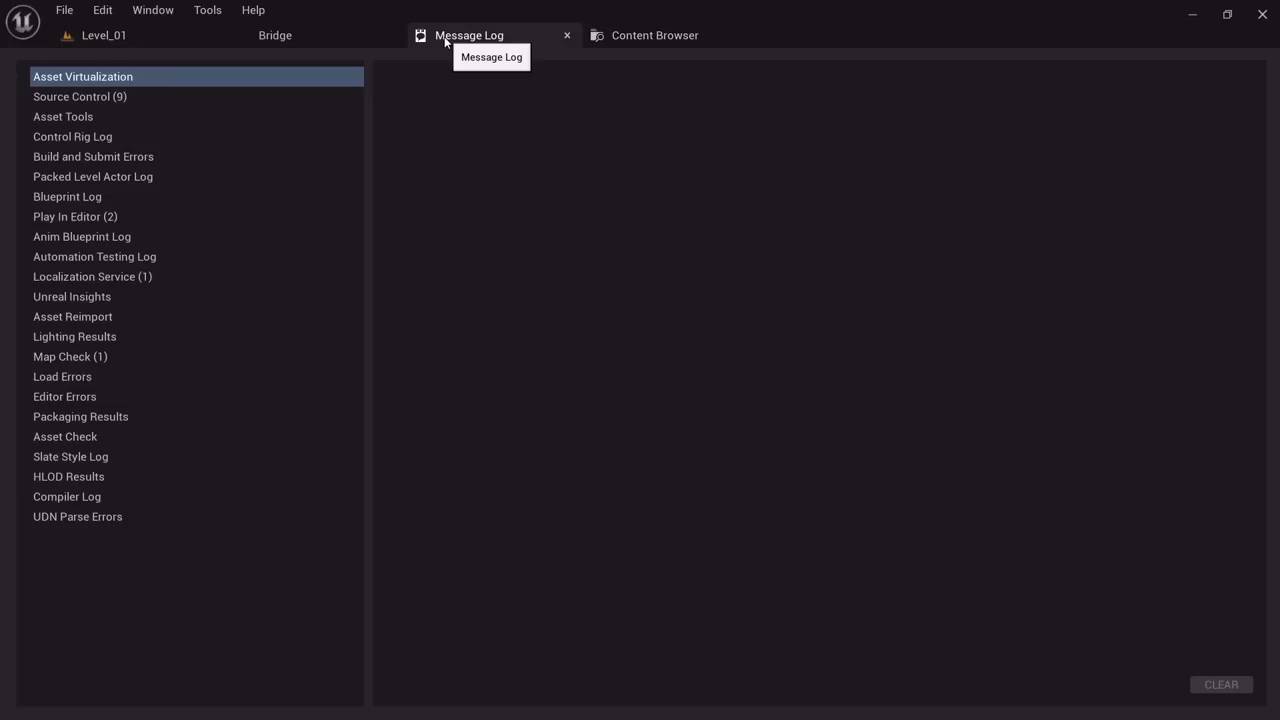 File Edit Window Tools Help
Level_01 Bridge Message Log Content Browser
Message Log
Asset Virtualization
Source Control (9)
Asset Tools
Control Rig Log
Build and Submit Errors
Packed Level Actor Log
Blueprint Log
Play In Editor (2)
Anim Blueprint Log
Automation Testing Log
Localization Service (1)
Unreal Insights
Asset Reimport
Lighting Results
Map Check (1)
Load Errors
Editor Errors
Packaging Results
Asset Check
Slate Style Log
HLOD Results
Compiler Log
UDN Parse Errors
CLEAR